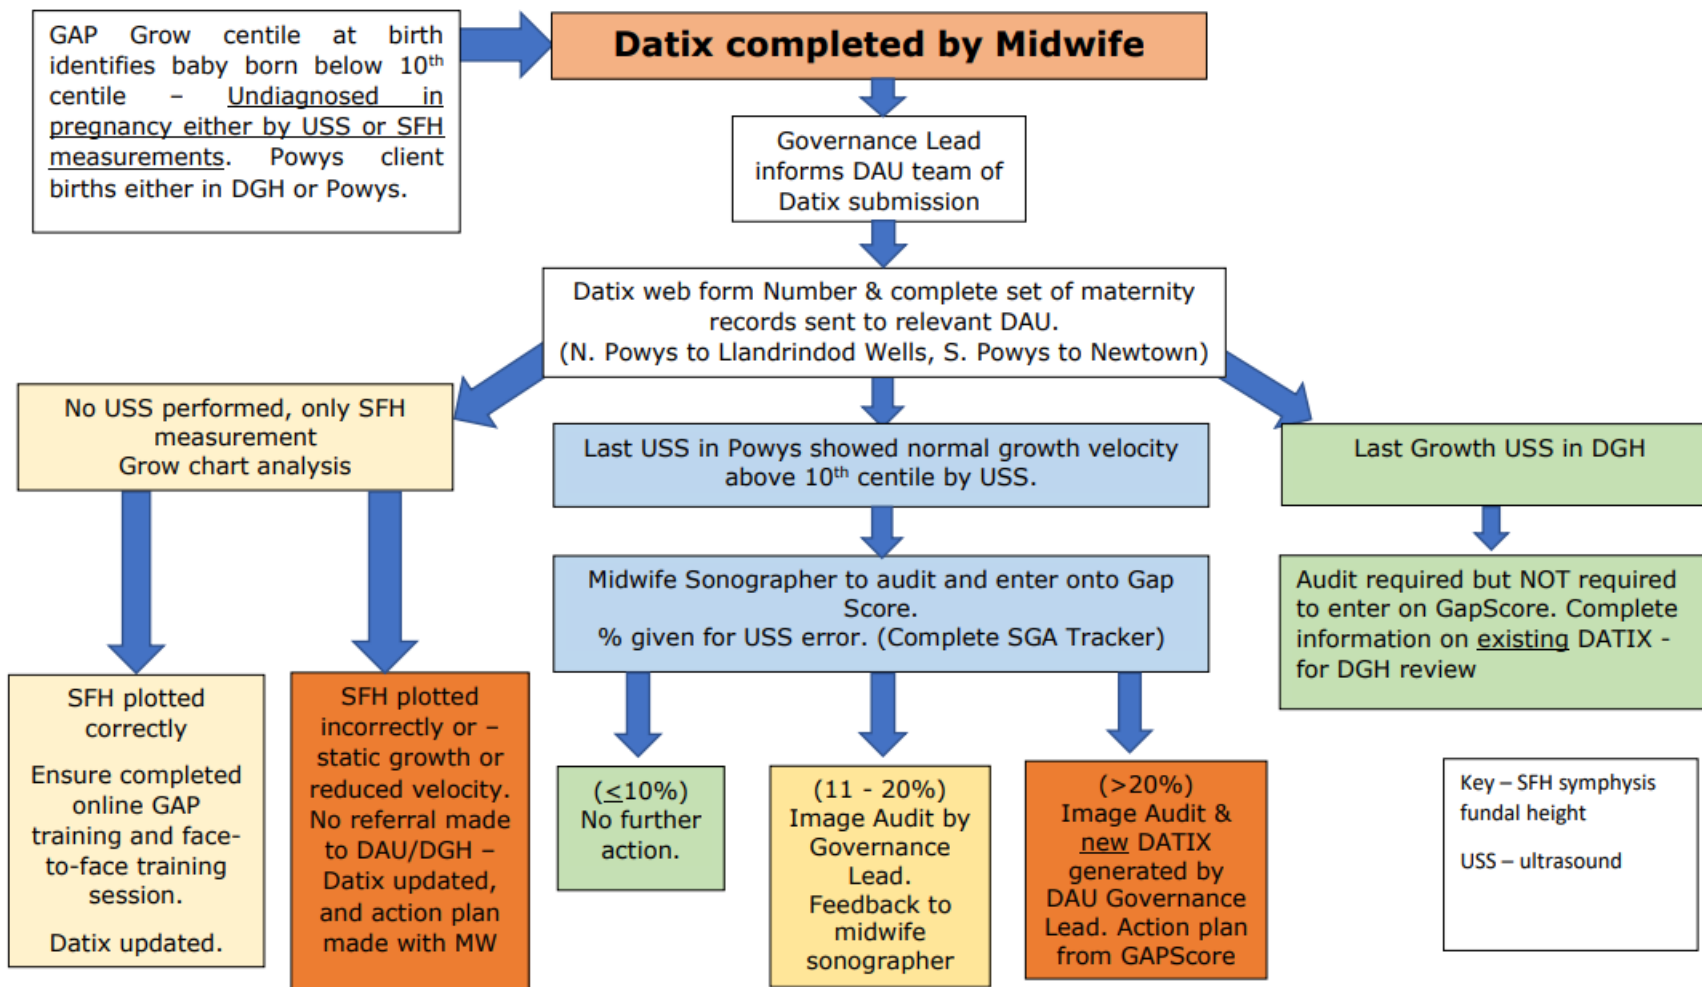 GAP Grow centile at birth
identifies baby born below 10th
centile – Undiagnosed in
pregnancy either by USS or SFH
measurements. Powys client
births either in DGH or Powys.
Datix completed by Midwife
Governance Lead
informs DAU team of
Datix submission
Datix web form Number & complete set of maternity
records sent to relevant DAU.
(N. Powys to Llandrindod Wells, S. Powys to Newtown)
No USS performed, only SFH
measurement
Grow chart analysis
Last USS in Powys showed normal growth velocity
above 10th centile by USS.
Last Growth USS in DGH
Midwife Sonographer to audit and enter onto Gap
Score.
% given for USS error. (Complete SGA Tracker)
Audit required but NOT required
to enter on GapScore. Complete
information on existing DATIX -
for DGH review
SFH plotted
correctly
Ensure completed
online GAP
training and face-
to-face training
session.
Datix updated.
SFH plotted
incorrectly or –
static growth or
reduced velocity.
No referral made
to DAU/DGH –
Datix updated,
and action plan
made with MW
(≤10%)
No further
action.
(11 - 20%)
Image Audit by
Governance
Lead.
Feedback to
midwife
sonographer
(>20%)
Image Audit &
new DATIX
generated by
DAU Governance
Lead. Action plan
from GAPScore
Key – SFH symphysis
fundal height
USS – ultrasound